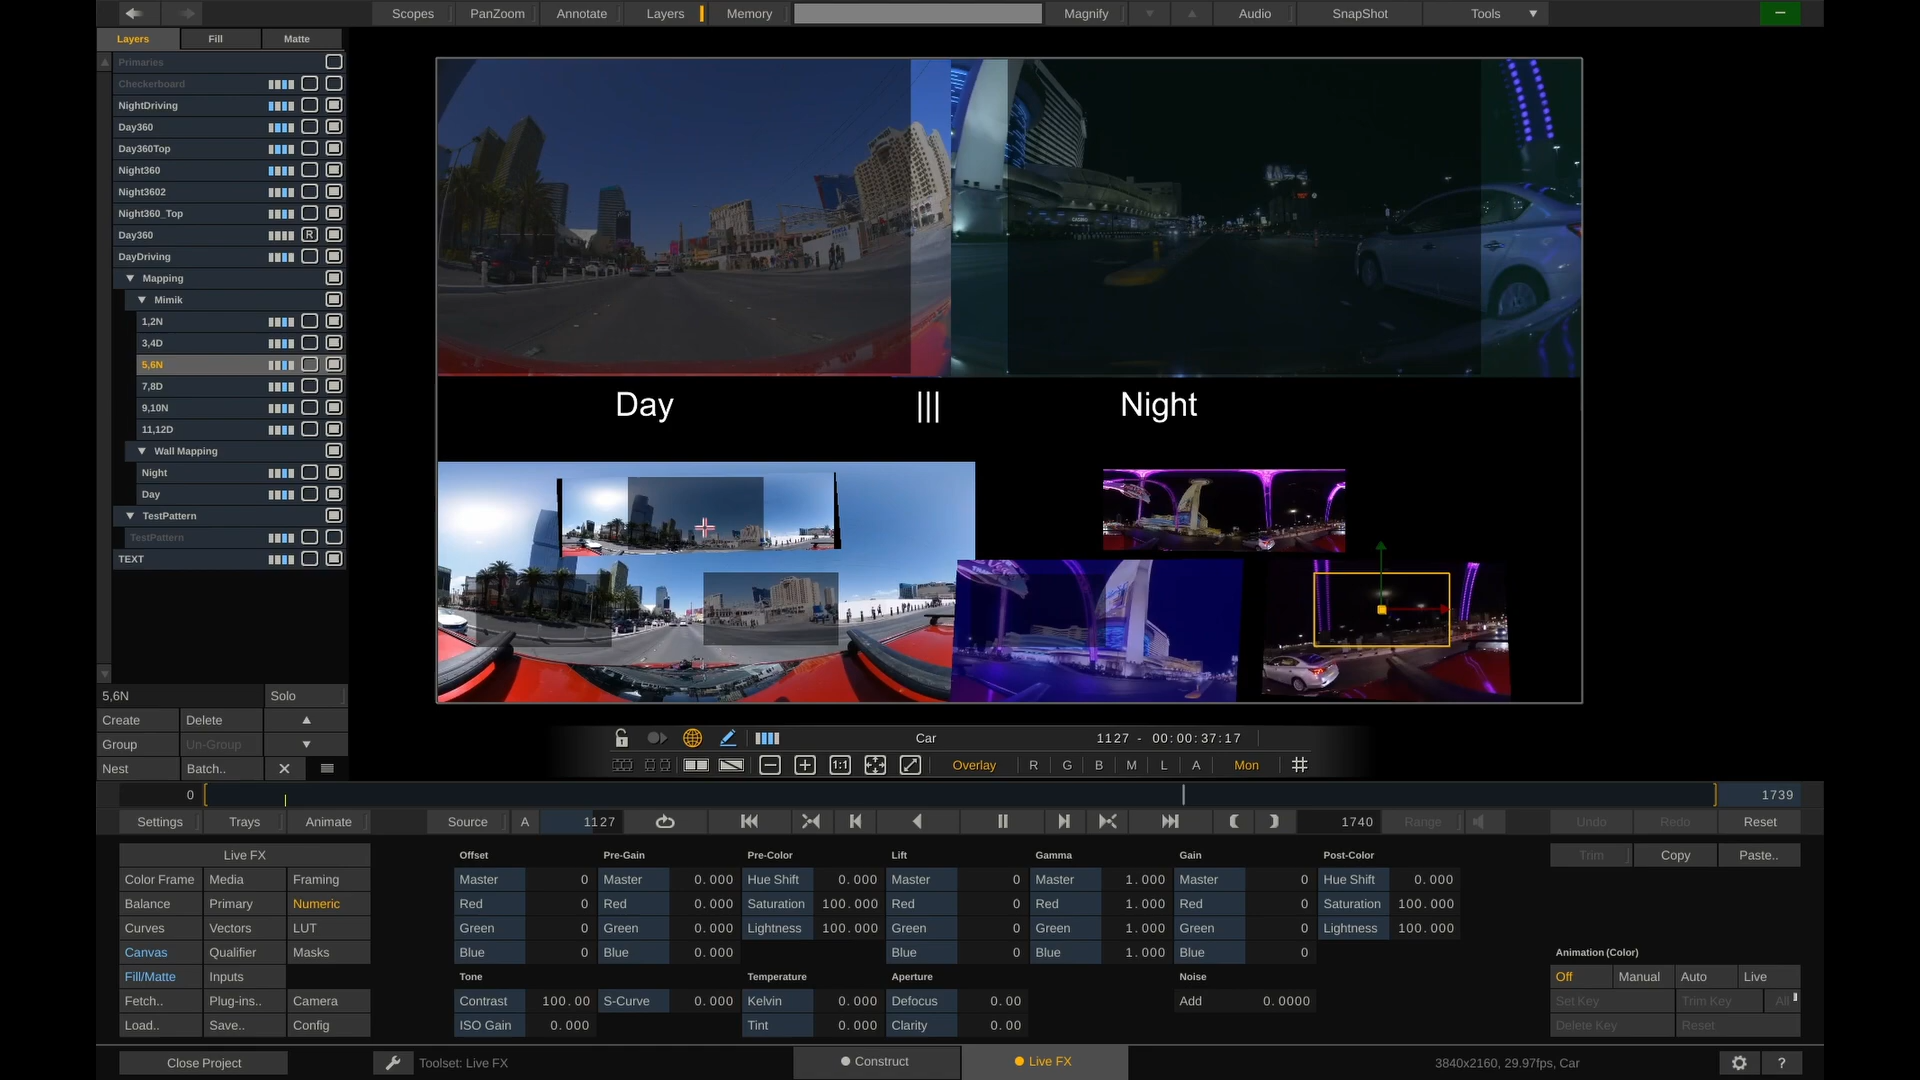 Scopes PanZoom Annotate Layers Memory Magnify Audio SnapShot Tools
Layers Fill Matte
Primaries
Checkerboard
NightDriving
Day360
Day360Top
Night360
Night3602
Night360_Top
Day360 R
DayDriving
Mapping
Mimik
1,2N
3,4D
5,6N
7,8D
9,10N
11,12D
Wall Mapping
Night
Day
TestPattern
TestPattern
TEXT
Day ||| Night
5,6N Solo
Create Delete
Group Un-Group
Nest Batch..
Car 1127 - 00:00:37:17
1:1 Overlay R G B M L A Mon
0 1739
Settings Trays Animate Source A 1127 1740 Range Undo Redo Reset
Live FX Offset Pre-Gain Pre-Color Lift Gamma Gain Post-Color Trim Copy Paste..
Color Frame Media Framing Master 0 Master 0.000 Hue Shift 0.000 Master 0 Master 1.000 Master 0 Hue Shift 0.000
Balance Primary Numeric Red 0 Red 0.000 Saturation 100.000 Red 0 Red 1.000 Red 0 Saturation 100.000
Curves Vectors LUT Green 0 Green 0.000 Lightness 100.000 Green 0 Green 1.000 Green 0 Lightness 100.000
Canvas Qualifier Masks Blue 0 Blue 0.000 Blue 0 Blue 1.000 Blue 0 Animation (Color)
Fill/Matte Inputs Tone Temperature Aperture Noise Off Manual Auto Live
Fetch.. Plug-ins.. Camera Contrast 100.00 S-Curve 0.000 Kelvin 0.000 Defocus 0.00 Add 0.0000 Set Key Trim Key All
Load.. Save.. Config ISO Gain 0.000 Tint 0.000 Clarity 0.00 Delete Key Reset
Close Project Toolset: Live FX Construct Live FX 3840x2160, 29.97fps, Car ?